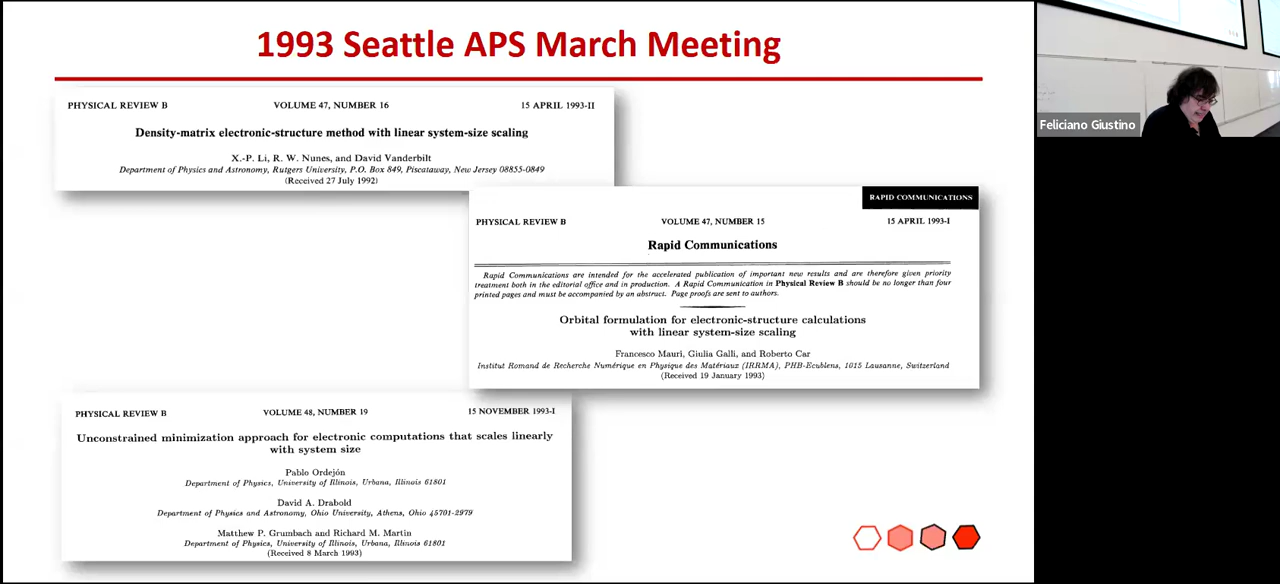 1993 Seattle APS March Meeting
PHYSICAL REVIEW B VOLUME 47, NUMBER 16 15 APRIL 1993-II
Density-matrix electronic-structure method with linear system-size scaling
X.-P. Li, R. W. Nunes, and David Vanderbilt
Department of Physics and Astronomy, Rutgers University, P.O. Box 849, Piscataway, New Jersey 08855-0849
(Received 27 July 1992)
RAPID COMMUNICATIONS
PHYSICAL REVIEW B VOLUME 47, NUMBER 15 15 APRIL 1993-I
Rapid Communications
Rapid Communications are intended for the accelerated publication of important new results and are therefore given priority
treatment both in the editorial office and in production. A Rapid Communication in Physical Review B should be no longer than four
printed pages and must be accompanied by an abstract. Page proofs are sent to authors.
Orbital formulation for electronic-structure calculations
with linear system-size scaling
Francesco Mauri, Giulia Galli, and Roberto Car
Institut Romand de Recherche Numérique en Physique des Matériaux (IRRMA), PHB-Ecublens, 1015 Lausanne, Switzerland
(Received 19 January 1993)
PHYSICAL REVIEW B VOLUME 48, NUMBER 19 15 NOVEMBER 1993-I
Unconstrained minimization approach for electronic computations that scales linearly
with system size
Pablo Ordejón
Department of Physics, University of Illinois, Urbana, Illinois 61801
David A. Drabold
Department of Physics and Astronomy, Ohio University, Athens, Ohio 45701-2979
Matthew P. Grumbach and Richard M. Martin
Department of Physics, University of Illinois, Urbana, Illinois 61801
(Received 8 March 1993)
Feliciano Giustino